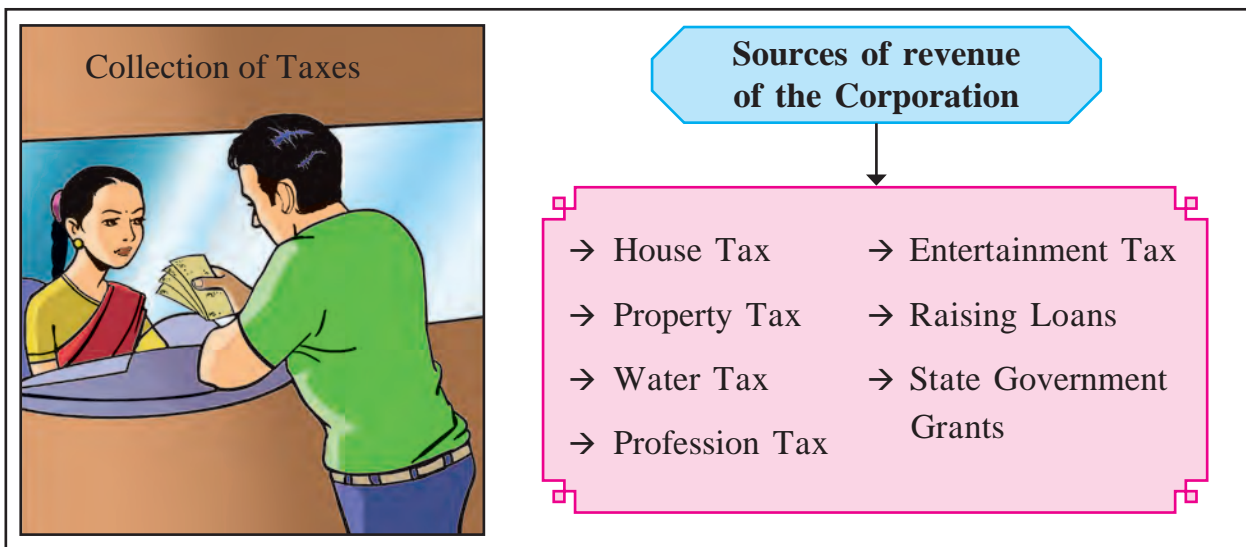 Collection of Taxes
Sources of revenue
of the Corporation
→ House Tax
→ Property Tax
→ Water Tax
→ Profession Tax
→ Entertainment Tax
→ Raising Loans
→ State Government
Grants